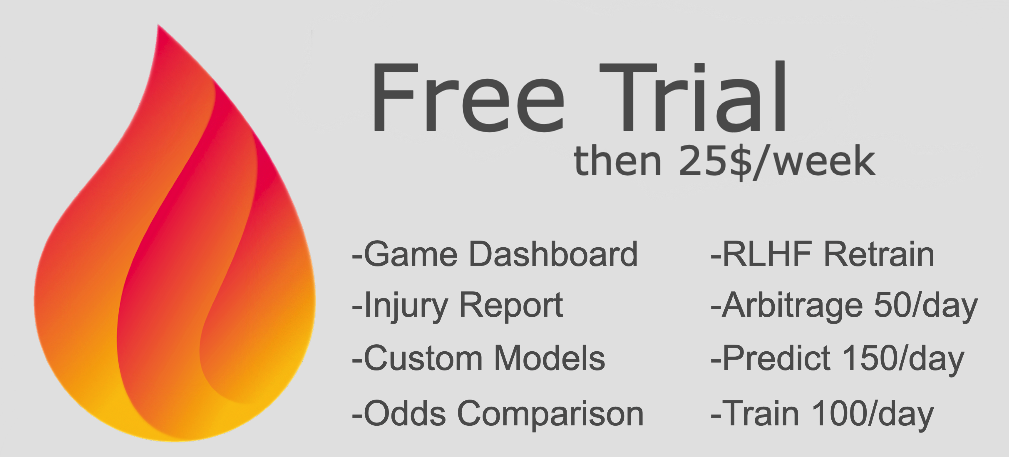 Free Trial
then 25$/week
-Game Dashboard
-Injury Report
-Custom Models
-Odds Comparison
-RLHF Retrain
-Arbitrage 50/day
-Predict 150/day
-Train 100/day